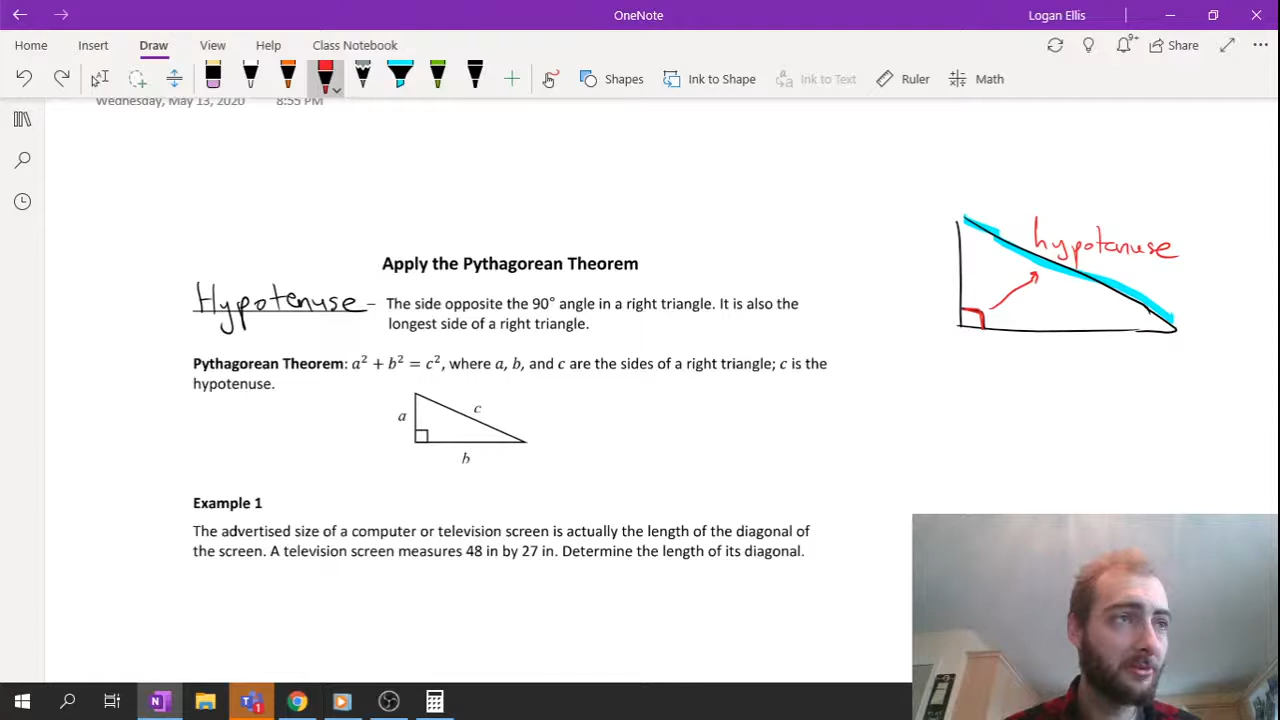 OneNote
Logan Ellis
Home Insert Draw View Help Class Notebook
9+ Share
Shapes Ink to Shape Ink to Text Ruler Math
Wednesday, May 13, 2020 8:55 PM
hypotenuse
Apply the Pythagorean Theorem
Hypotenuse – The side opposite the 90° angle in a right triangle. It is also the
longest side of a right triangle.
Pythagorean Theorem: a² + b² = c², where a, b, and c are the sides of a right triangle; c is the
hypotenuse.
c
a
b
Example 1
The advertised size of a computer or television screen is actually the length of the diagonal of
the screen. A television screen measures 48 in by 27 in. Determine the length of its diagonal.
N T 1